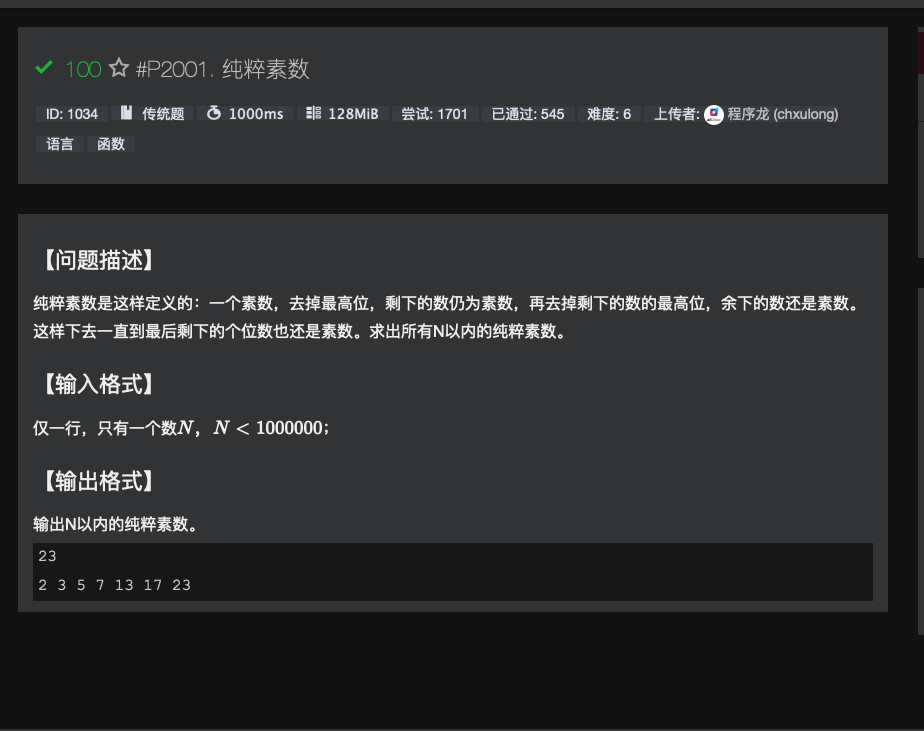 100 #P2001. 纯粹素数
ID: 1034 传统题 1000ms 128MiB 尝试: 1701 已通过: 545 难度: 6 上传者: 程序龙 (chxulong)
语言 函数
【问题描述】
纯粹素数是这样定义的：一个素数，去掉最高位，剩下的数仍为素数，再去掉剩下的数的最高位，余下的数还是素数。
这样下去一直到最后剩下的个位数也还是素数。求出所有N以内的纯粹素数。
【输入格式】
仅一行，只有一个数N，N < 1000000；
【输出格式】
输出N以内的纯粹素数。
23
2 3 5 7 13 17 23